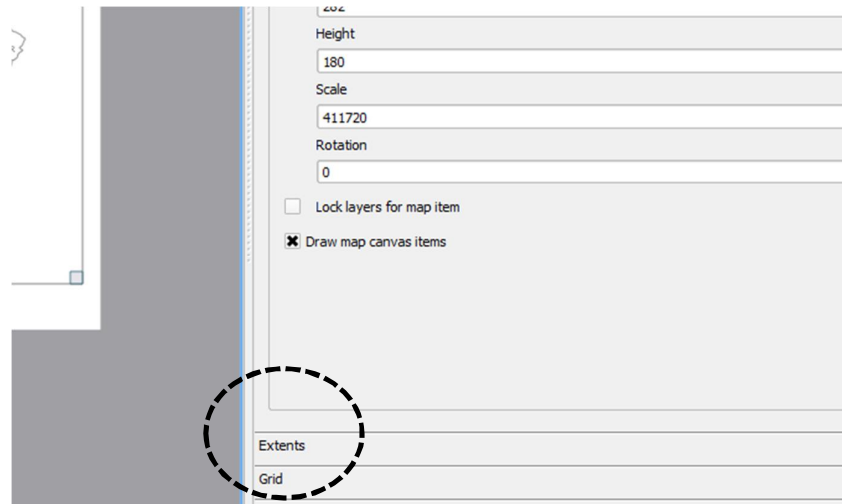 Height
180
Scale
411720
Rotation
0
Lock layers for map item
Draw map canvas items
Extents
Grid